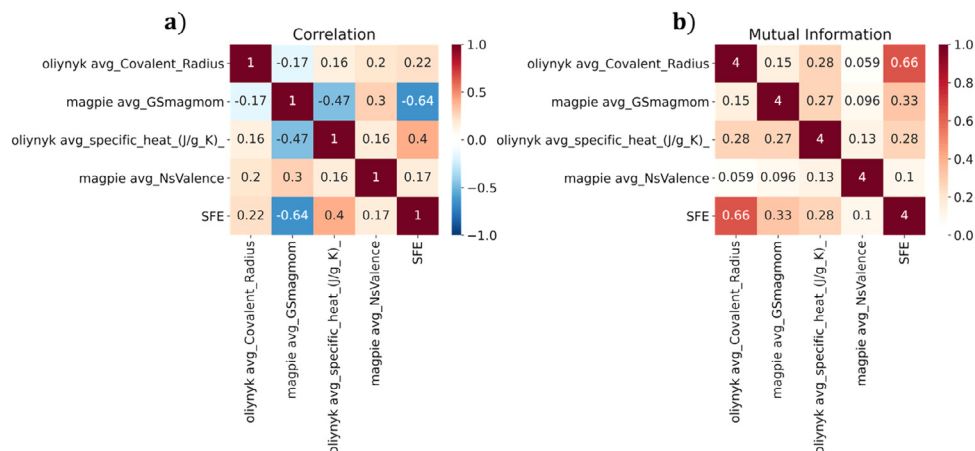 a)
Correlation
oliynyk avg_Covalent_Radius 1 -0.17 0.16 0.2 0.22
magpie avg_GSmagmom -0.17 1 -0.47 0.3 -0.64
oliynyk avg_specific_heat_(J/g_K)_ 0.16 -0.47 1 0.16 0.4
magpie avg_NsValence 0.2 0.3 0.16 1 0.17
SFE 0.22 -0.64 0.4 0.17 1
oliynyk avg_Covalent_Radius
magpie avg_GSmagmom
oliynyk avg_specific_heat_(J/g_K)_
magpie avg_NsValence
SFE
1.0
0.5
0.0
−0.5
−1.0
b)
Mutual Information
oliynyk avg_Covalent_Radius 4 0.15 0.28 0.059 0.66
magpie avg_GSmagmom 0.15 4 0.27 0.096 0.33
oliynyk avg_specific_heat_(J/g_K)_ 0.28 0.27 4 0.13 0.28
magpie avg_NsValence 0.059 0.096 0.13 4 0.1
SFE 0.66 0.33 0.28 0.1 4
oliynyk avg_Covalent_Radius
magpie avg_GSmagmom
oliynyk avg_specific_heat_(J/g_K)_
magpie avg_NsValence
SFE
1.0
0.8
0.6
0.4
0.2
0.0